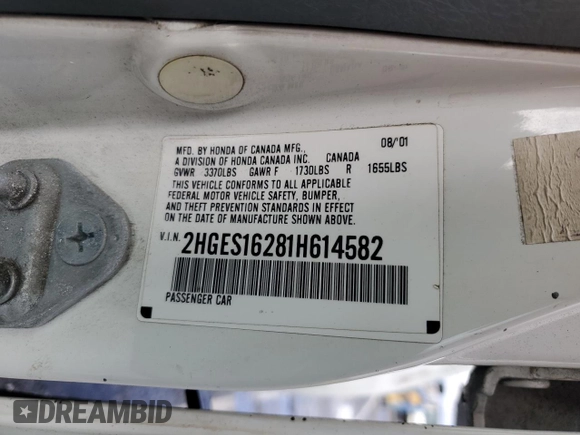 MFD. BY HONDA OF CANADA MFG., 08/'01
A DIVISION OF HONDA CANADA INC. CANADA
GVWR 3370LBS GAWR F 1730LBS R 1655LBS
THIS VEHICLE CONFORMS TO ALL APPLICABLE
FEDERAL MOTOR VEHICLE SAFETY, BUMPER,
AND THEFT PREVENTION STANDARDS IN EFFECT
ON THE DATE OF MANUFACTURE SHOWN ABOVE.
V.I.N. 2HGES16281H614582
PASSENGER CAR
DREAMBID